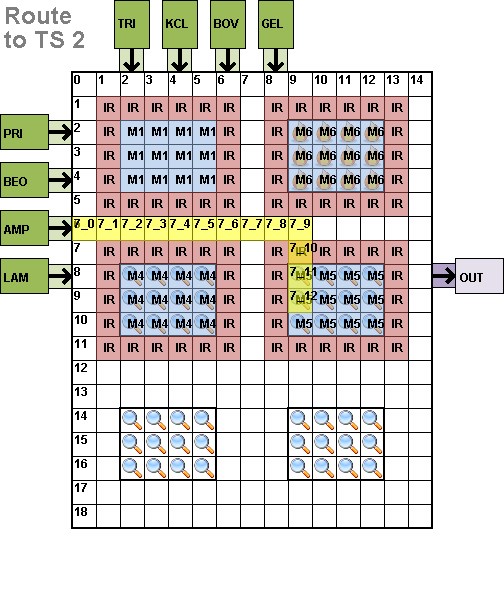 Route
to TS 2
TRI KCL BOV GEL
0 1 2 3 4 5 6 7 8 9 10 11 12 13 14
1 IR IR IR IR IR IR IR IR IR IR IR IR
PRI 2 IR M1 M1 M1 M1 IR IR M6 M6 M6 M6 IR
3 IR M1 M1 M1 M1 IR IR M6 M6 M6 M6 IR
BEO 4 IR M1 M1 M1 M1 IR IR M6 M6 M6 M6 IR
5 IR IR IR IR IR IR IR IR IR IR IR IR
AMP 7_0 7_1 7_2 7_3 7_4 7_5 7_6 7_7 7_8 7_9
7 IR IR IR IR IR IR IR 7_10 IR IR IR IR
LAM 8 IR M4 M4 M4 M4 IR IR 7_11 M5 M5 M5 IR OUT
9 IR M4 M4 M4 M4 IR IR 7_12 M5 M5 M5 IR
10 IR M4 M4 M4 M4 IR IR M5 M5 M5 M5 IR
11 IR IR IR IR IR IR IR IR IR IR IR IR
12
13
14
15
16
17
18